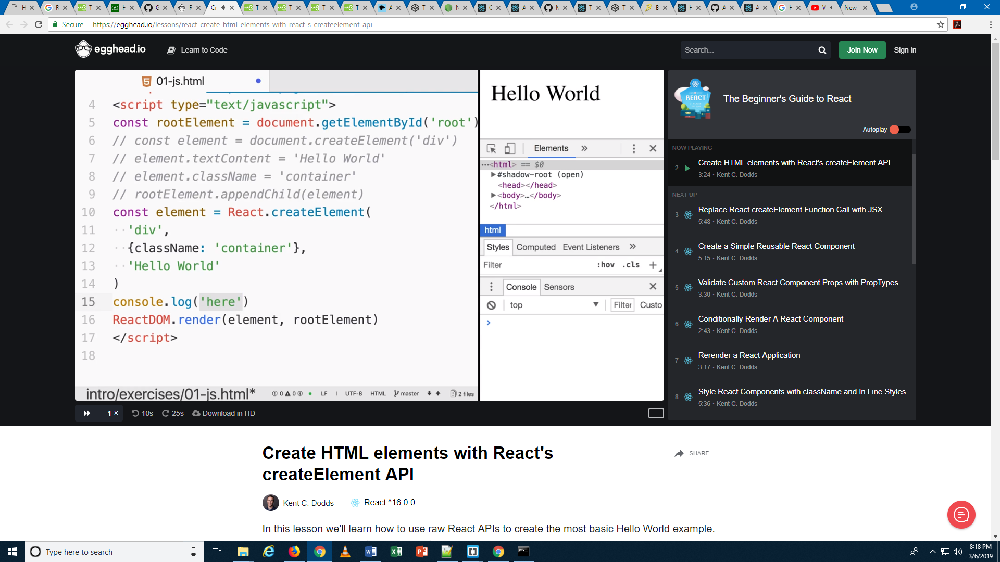 Cr
New
Secure
https://egghead.io/lessons/react-create-html-elements-with-react-s-createelement-api
egghead.io
Learn to Code
Search...
Join Now
Sign in
01-js.html
4 <script type="text/javascript">
5 const rootElement = document.getElementById('root')
6 // const element = document.createElement('div')
7 // element.textContent = 'Hello World'
8 // element.className = 'container'
9 // rootElement.appendChild(element)
10 const element = React.createElement(
11 'div',
12 {className: 'container'},
13 'Hello World'
14 )
15 console.log('here')
16 ReactDOM.render(element, rootElement)
17 </script>
18
intro/exercises/01-js.html*
0 0 LF I UTF-8 HTML master 2 files
Hello World
Elements »
…<html> == $0
#shadow-root (open)
<head></head>
<body>…</body>
</html>
html
Styles Computed Event Listeners »
Filter :hov .cls +
Console Sensors
top Filter Custo
REACT
The Beginner's Guide to React
Autoplay
NOW PLAYING
2 Create HTML elements with React's createElement API
3:24 · Kent C. Dodds
NEXT UP
3 Replace React createElement Function Call with JSX
5:48 · Kent C. Dodds
4 Create a Simple Reusable React Component
5:15 · Kent C. Dodds
5 Validate Custom React Component Props with PropTypes
3:30 · Kent C. Dodds
6 Conditionally Render A React Component
2:43 · Kent C. Dodds
7 Rerender a React Application
3:17 · Kent C. Dodds
8 Style React Components with className and In Line Styles
5:36 · Kent C. Dodds
1 × 10s 25s Download in HD
Create HTML elements with React's
createElement API
SHARE
Kent C. Dodds
React ^16.0.0
In this lesson we'll learn how to use raw React APIs to create the most basic Hello World example.
Type here to search
8:18 PM
3/6/2019